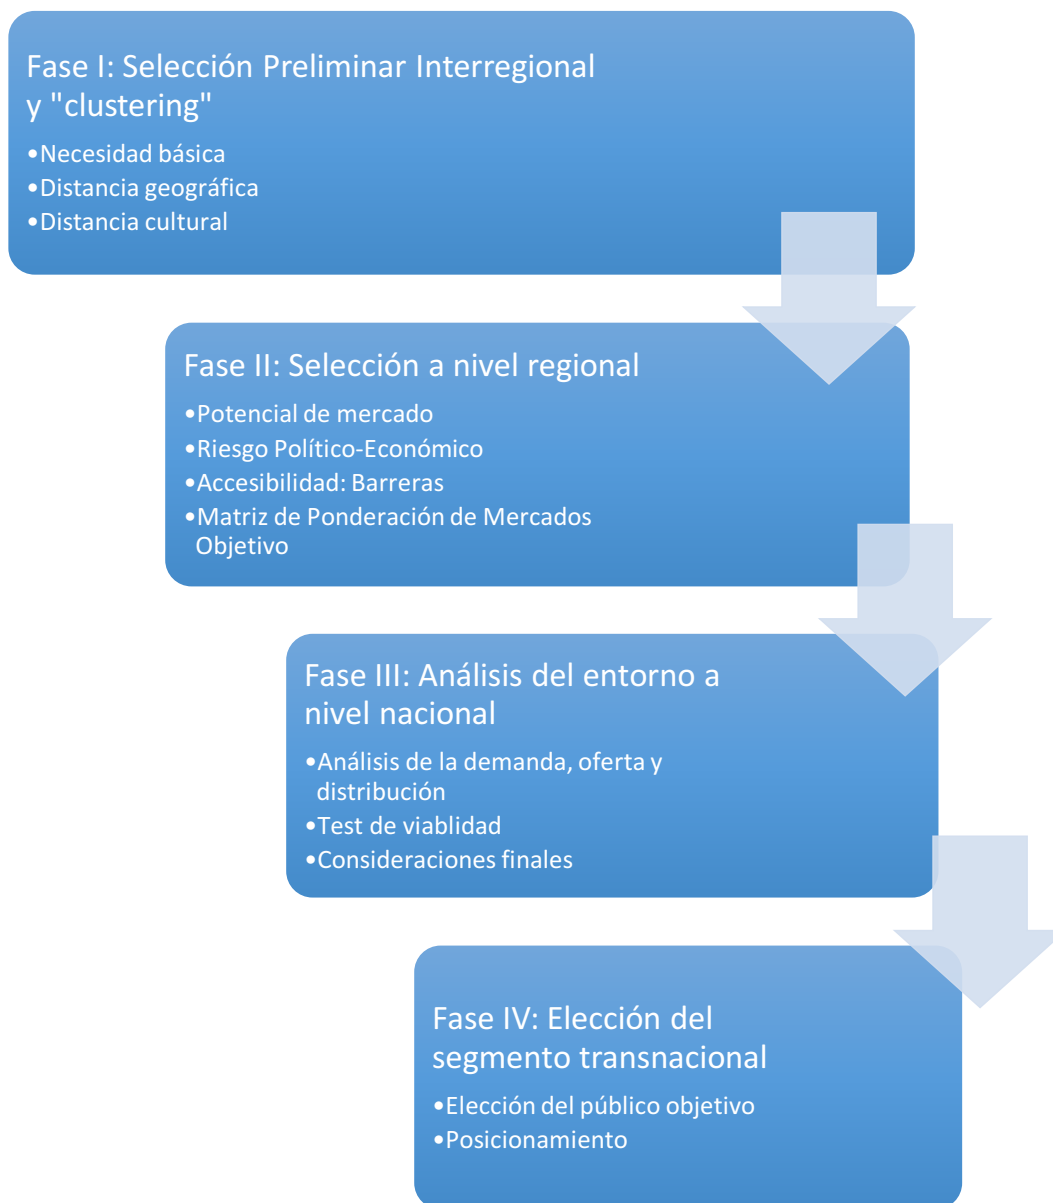 Fase I: Selección Preliminar Interregional
y "clustering"
•Necesidad básica
•Distancia geográfica
•Distancia cultural
Fase II: Selección a nivel regional
•Potencial de mercado
•Riesgo Político-Económico
•Accesibilidad: Barreras
•Matriz de Ponderación de Mercados
Objetivo
Fase III: Análisis del entorno a
nivel nacional
•Análisis de la demanda, oferta y
distribución
•Test de viablidad
•Consideraciones finales
Fase IV: Elección del
segmento transnacional
•Elección del público objetivo
•Posicionamiento